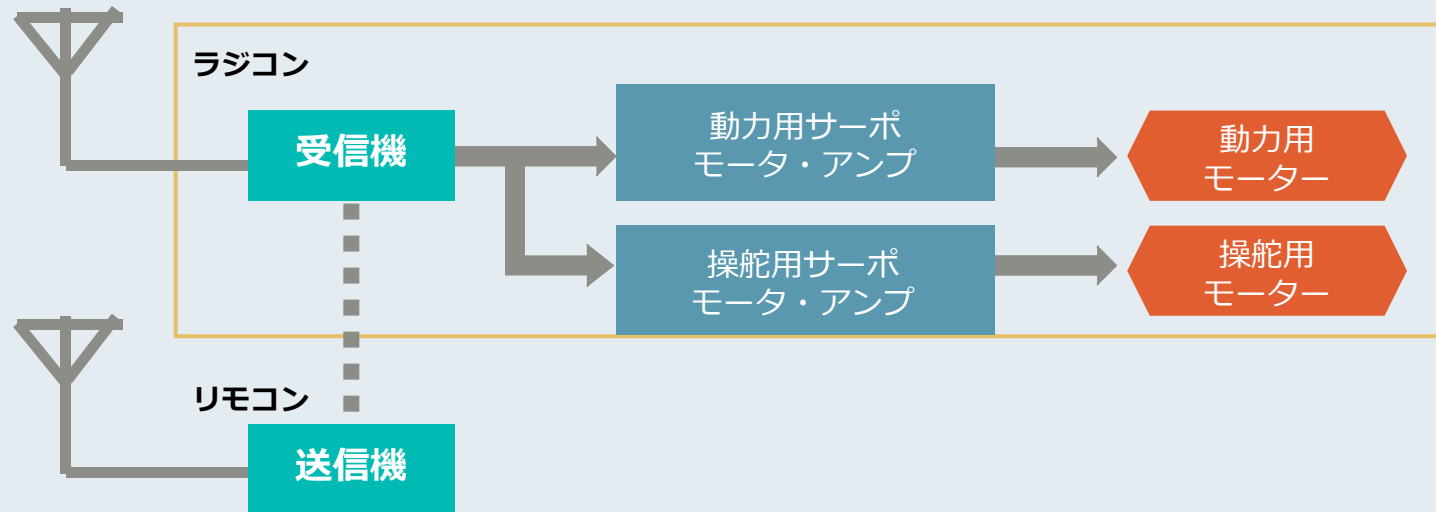 ラジコン
受信機
動力用サーポ
モータ・アンプ
動力用
モーター
操舵用サーポ
モータ・アンプ
操舵用
モーター
リモコン
送信機